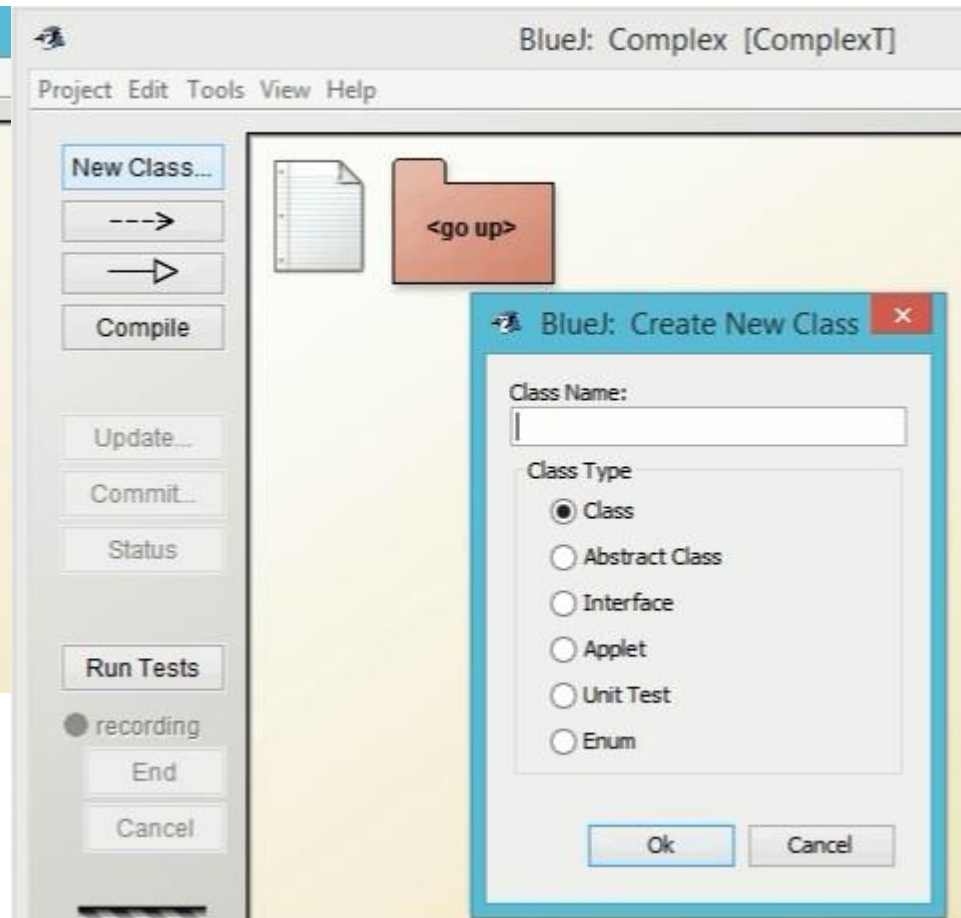 BlueJ: Complex [ComplexT]
Project Edit Tools View Help
New Class...
<go up>
Compile
Update...
Commit...
Status
Run Tests
recording
End
Cancel
BlueJ: Create New Class
Class Name:
Class Type
Class
Abstract Class
Interface
Applet
Unit Test
Enum
Ok
Cancel